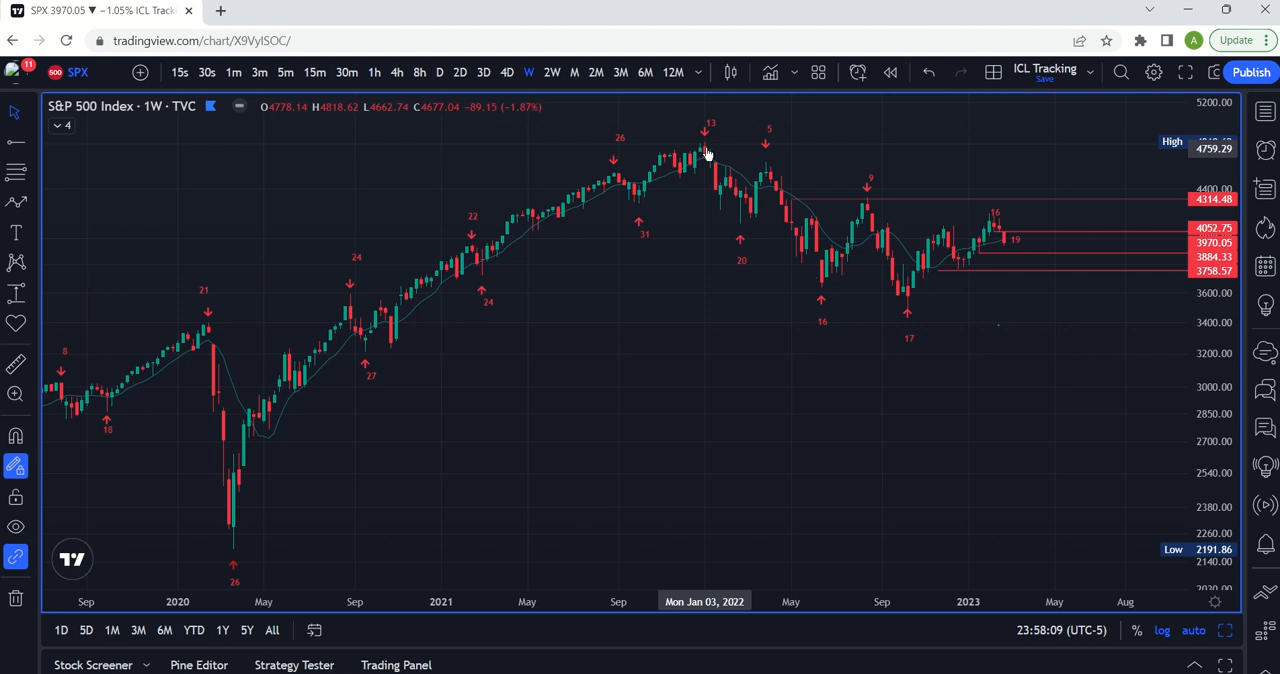 SPX 3970.05 ▼ −1.05% ICL Tracki
tradingview.com/chart/X9VyISOC/
A
Update
11
500 SPX
15s 30s 1m 3m 5m 15m 30m 1h 4h 8h D 2D 3D 4D W 2W M 2M 3M 6M 12M
ICL Tracking
Save
Publish
S&P 500 Index · 1W · TVC
O4778.14 H4818.62 L4662.74 C4677.04 −89.15 (−1.87%)
4
5200.00
High
4759.29
4400.00
4314.48
4052.75
3970.05
3884.33
3758.57
3600.00
3400.00
3200.00
3000.00
2850.00
2700.00
2540.00
2380.00
2260.00
Low 2191.86
2140.00
2020.00
13
5
26
9
16
19
22
31
20
24
21
24
16
17
8
27
18
26
Sep 2020 May Sep 2021 May Sep Mon Jan 03, 2022 May Sep 2023 May Aug
1D 5D 1M 3M 6M YTD 1Y 5Y All
23:58:09 (UTC-5)
% log auto
Stock Screener Pine Editor Strategy Tester Trading Panel